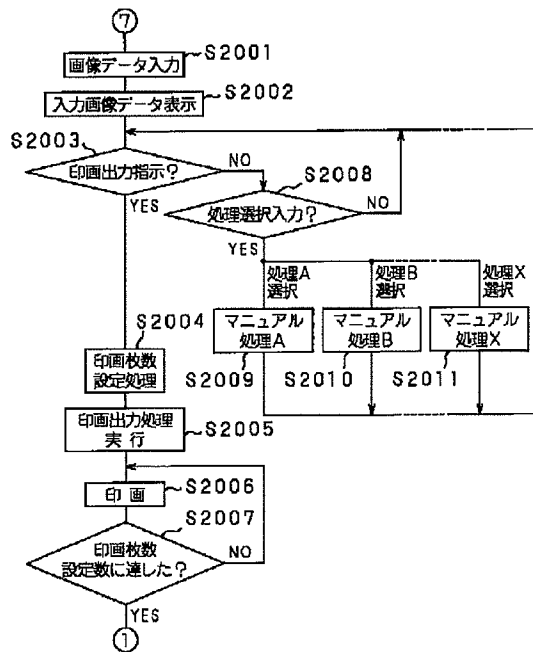 7
S2001
画像データ入力
S2002
入力画像データ表示
S2003
印画出力指示?
NO
YES
S2008
処理選択入力?
NO
YES
処理A
選択
処理B
選択
処理X
選択
マニュアル
処理A
マニュアル
処理B
マニュアル
処理X
S2009
S2010
S2011
S2004
印画枚数
設定処理
印画出力処理
実行
S2005
S2006
印画
S2007
印画枚数
設定数に達した?
NO
YES
1